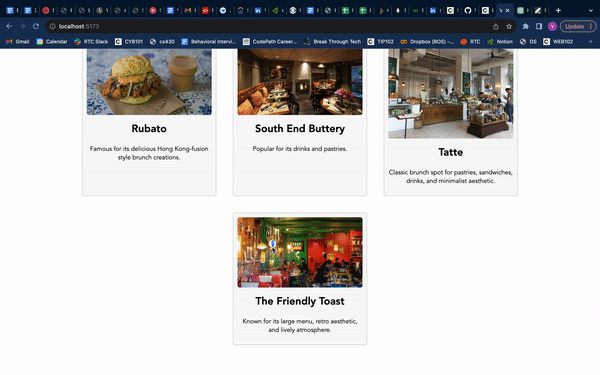 localhost:5173
Update
Gmail
Calendar
RTC Slack
CYB101
cs430
Behavioral Intervi...
CodePath Career...
Break Through Tech
TIP102
Dropbox (BOS) -...
RTC
Notion
OS
WEB102
Rubato
Famous for its delicious Hong Kong-fusion
style brunch creations.
South End Buttery
Popular for its drinks and pastries.
Tatte
Classic brunch spot for pastries, sandwiches,
drinks, and minimalist aesthetic.
The Friendly Toast
Known for its large menu, retro aesthetic,
and lively atmosphere.